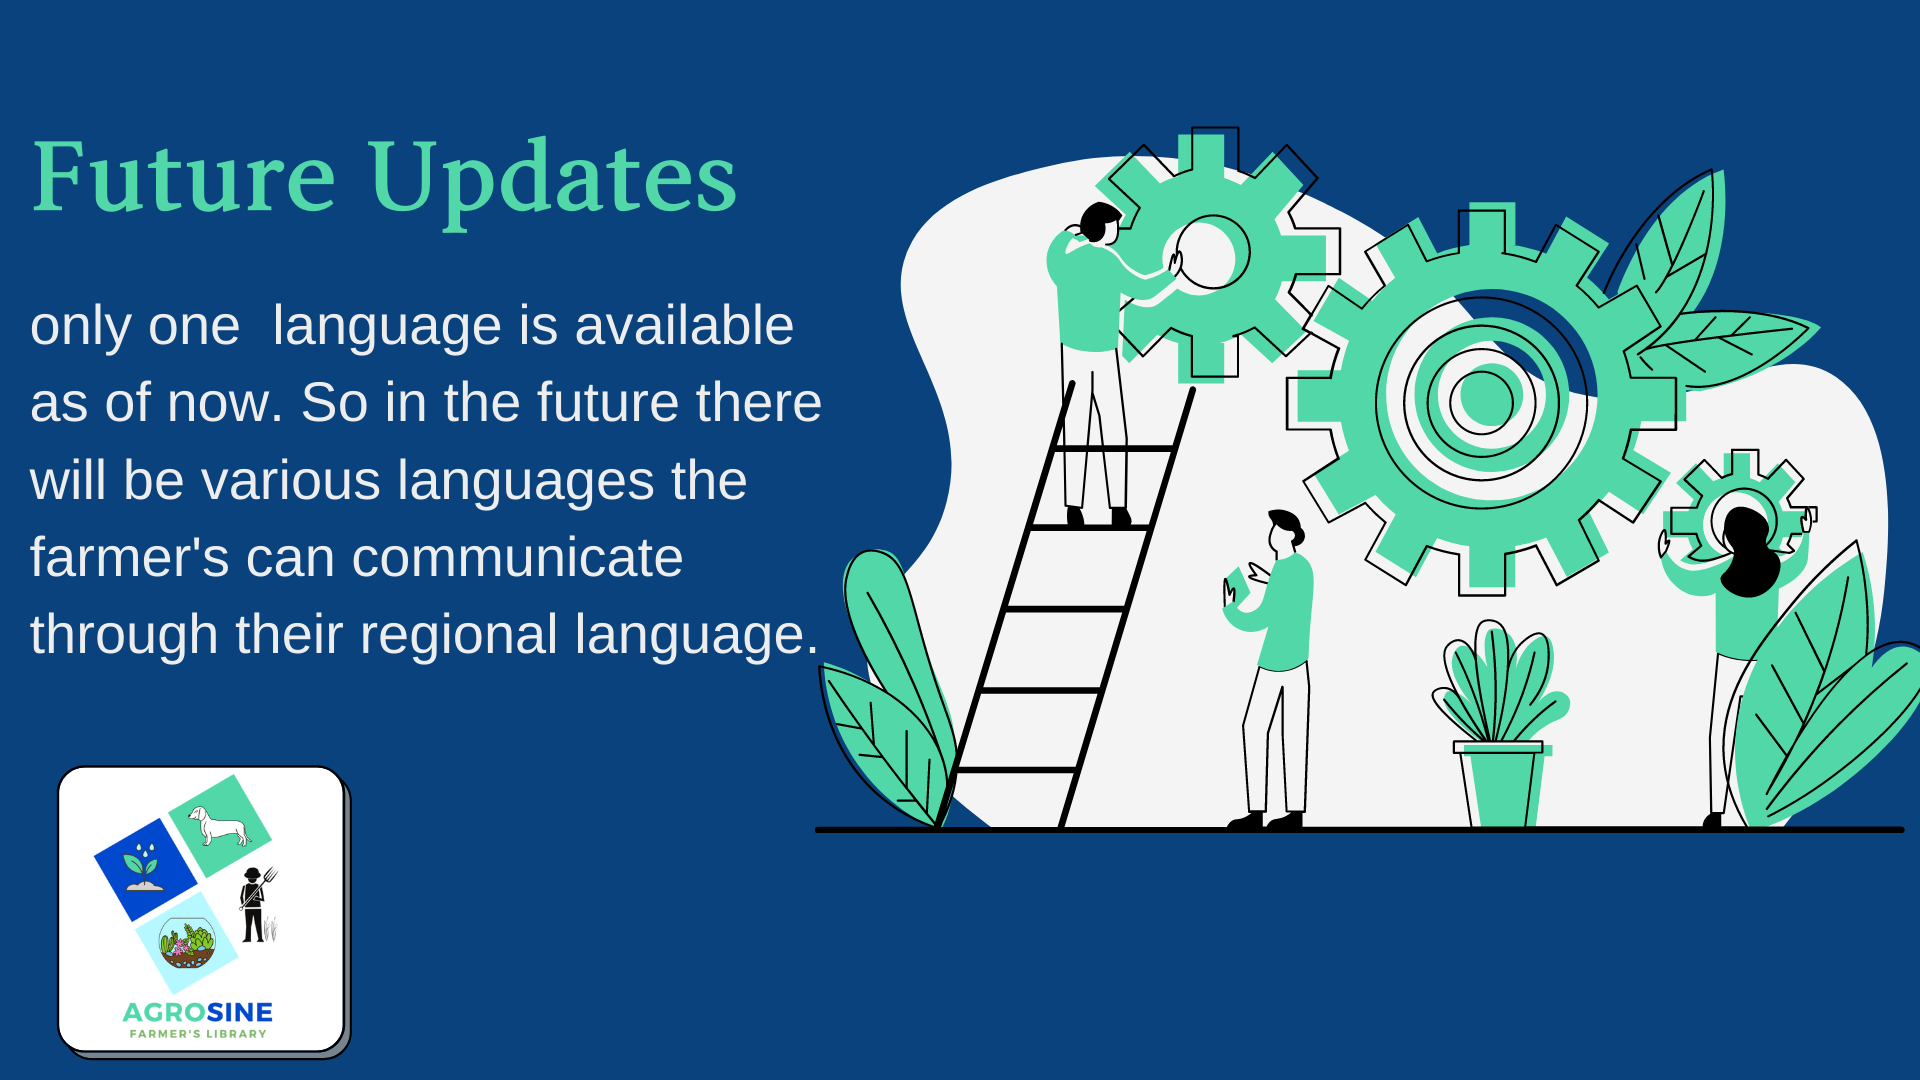 Future Updates
only one  language is available
as of now. So in the future there
will be various languages the
farmer's can communicate
through their regional language.
AGROSINE
FARMER'S LIBRARY